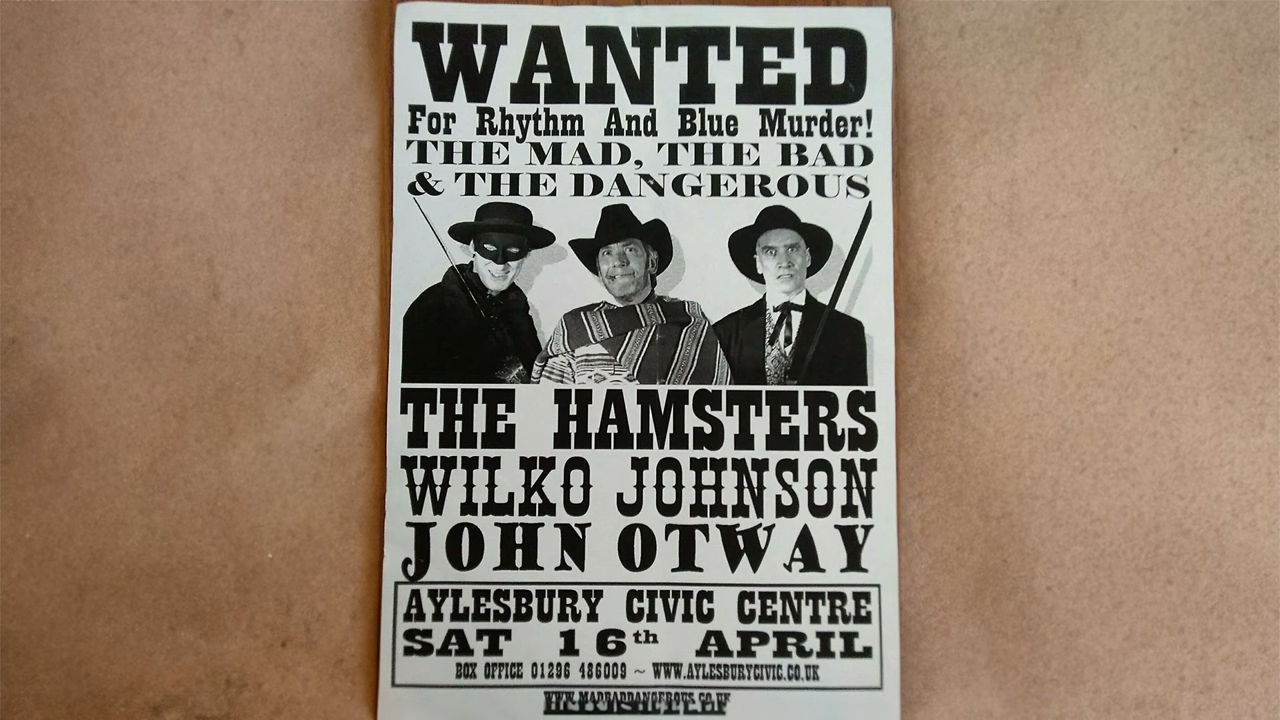 WANTED
For Rhythm And Blue Murder!
THE MAD, THE BAD
& THE DANGEROUS
THE HAMSTERS
WILKO JOHNSON
JOHN OTWAY
AYLESBURY CIVIC CENTRE
SAT 16th APRIL
BOX OFFICE 01296 486009 ~ WWW.AYLESBURYCIVIC.CO.UK
WWW.MADBADDANGEROUS.CO.UK